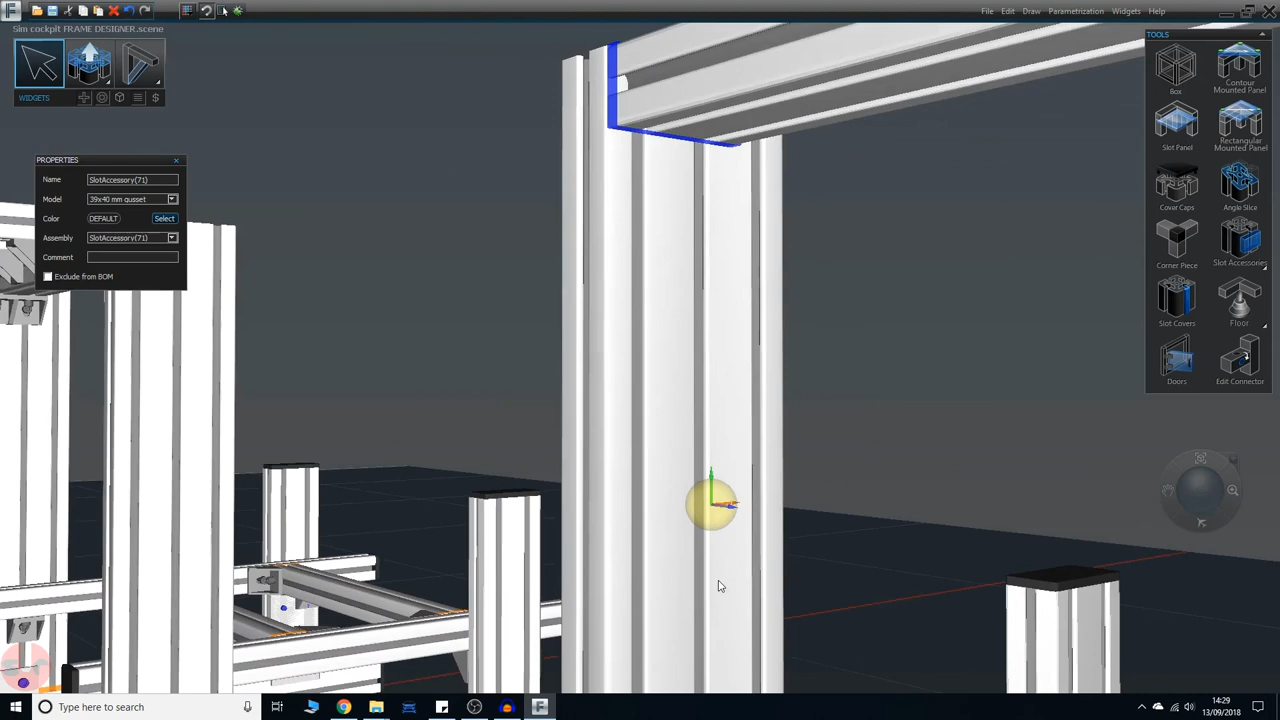 File Edit Draw Parametrization Widgets Help
Sim cockpit FRAME DESIGNER.scene
WIDGETS
PROPERTIES
Name SlotAccessory(71)
Model 39x40 mm gusset
Color DEFAULT Select
Assembly SlotAccessory(71)
Comment
Exclude from BOM
TOOLS
Box
Contour Mounted Panel
Slot Panel
Rectangular Mounted Panel
Cover Caps
Angle Slice
Corner Piece
Slot Accessories
Slot Covers
Floor
Doors
Edit Connector
Type here to search
14:29
13/09/2018